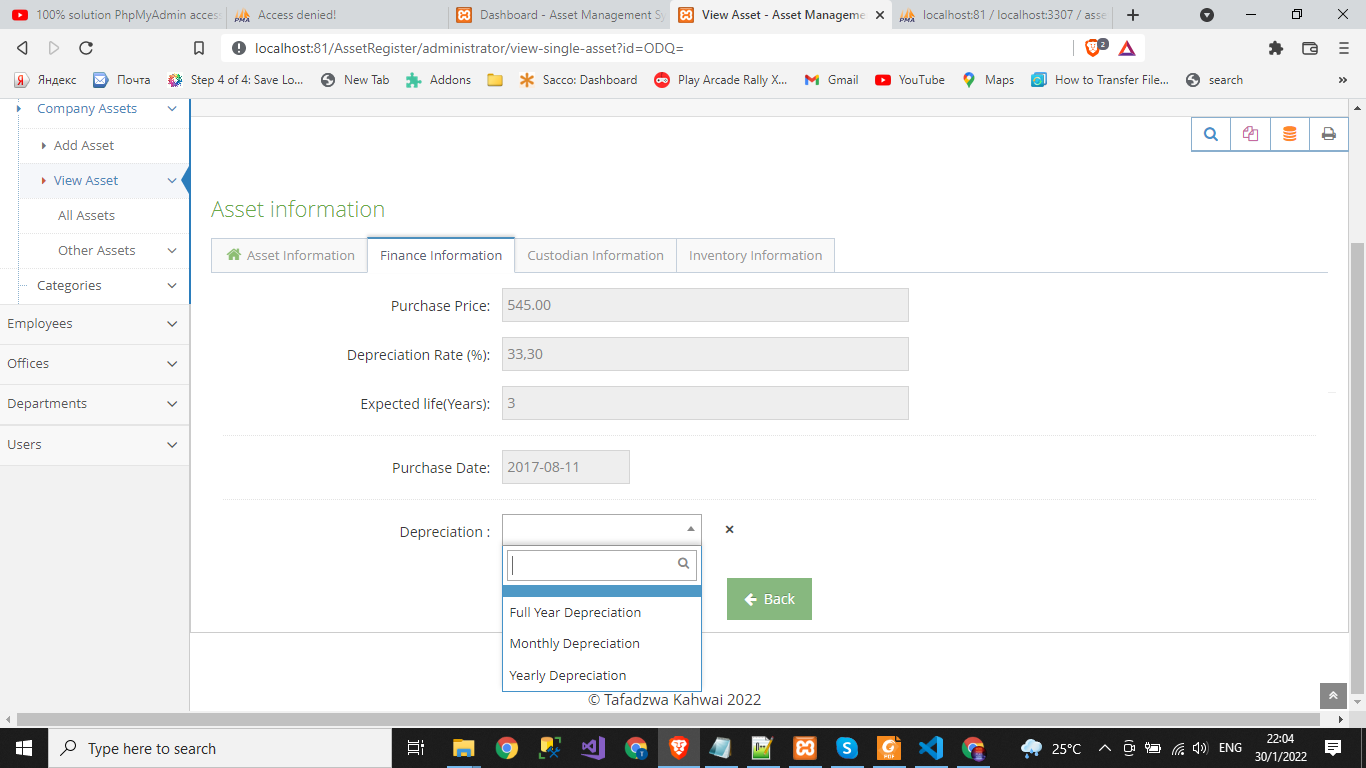 100% solution PhpMyAdmin access
Access denied!
Dashboard - Asset Management Sy
View Asset - Asset Manageme
localhost:81 / localhost:3307 / asse
localhost:81/AssetRegister/administrator/view-single-asset?id=ODQ=
2
Яндекс
Почта
Step 4 of 4: Save Lo...
New Tab
Addons
Sacco: Dashboard
Play Arcade Rally X...
Gmail
YouTube
Maps
How to Transfer File...
search
Company Assets
Add Asset
View Asset
All Assets
Other Assets
Categories
Employees
Offices
Departments
Users
Asset information
Asset Information
Finance Information
Custodian Information
Inventory Information
Purchase Price:
545.00
Depreciation Rate (%):
33,30
Expected life(Years):
3
Purchase Date:
2017-08-11
Depreciation :
Back
Full Year Depreciation
Monthly Depreciation
Yearly Depreciation
© Tafadzwa Kahwai 2022
Type here to search
25°C
ENG
22:04
30/1/2022